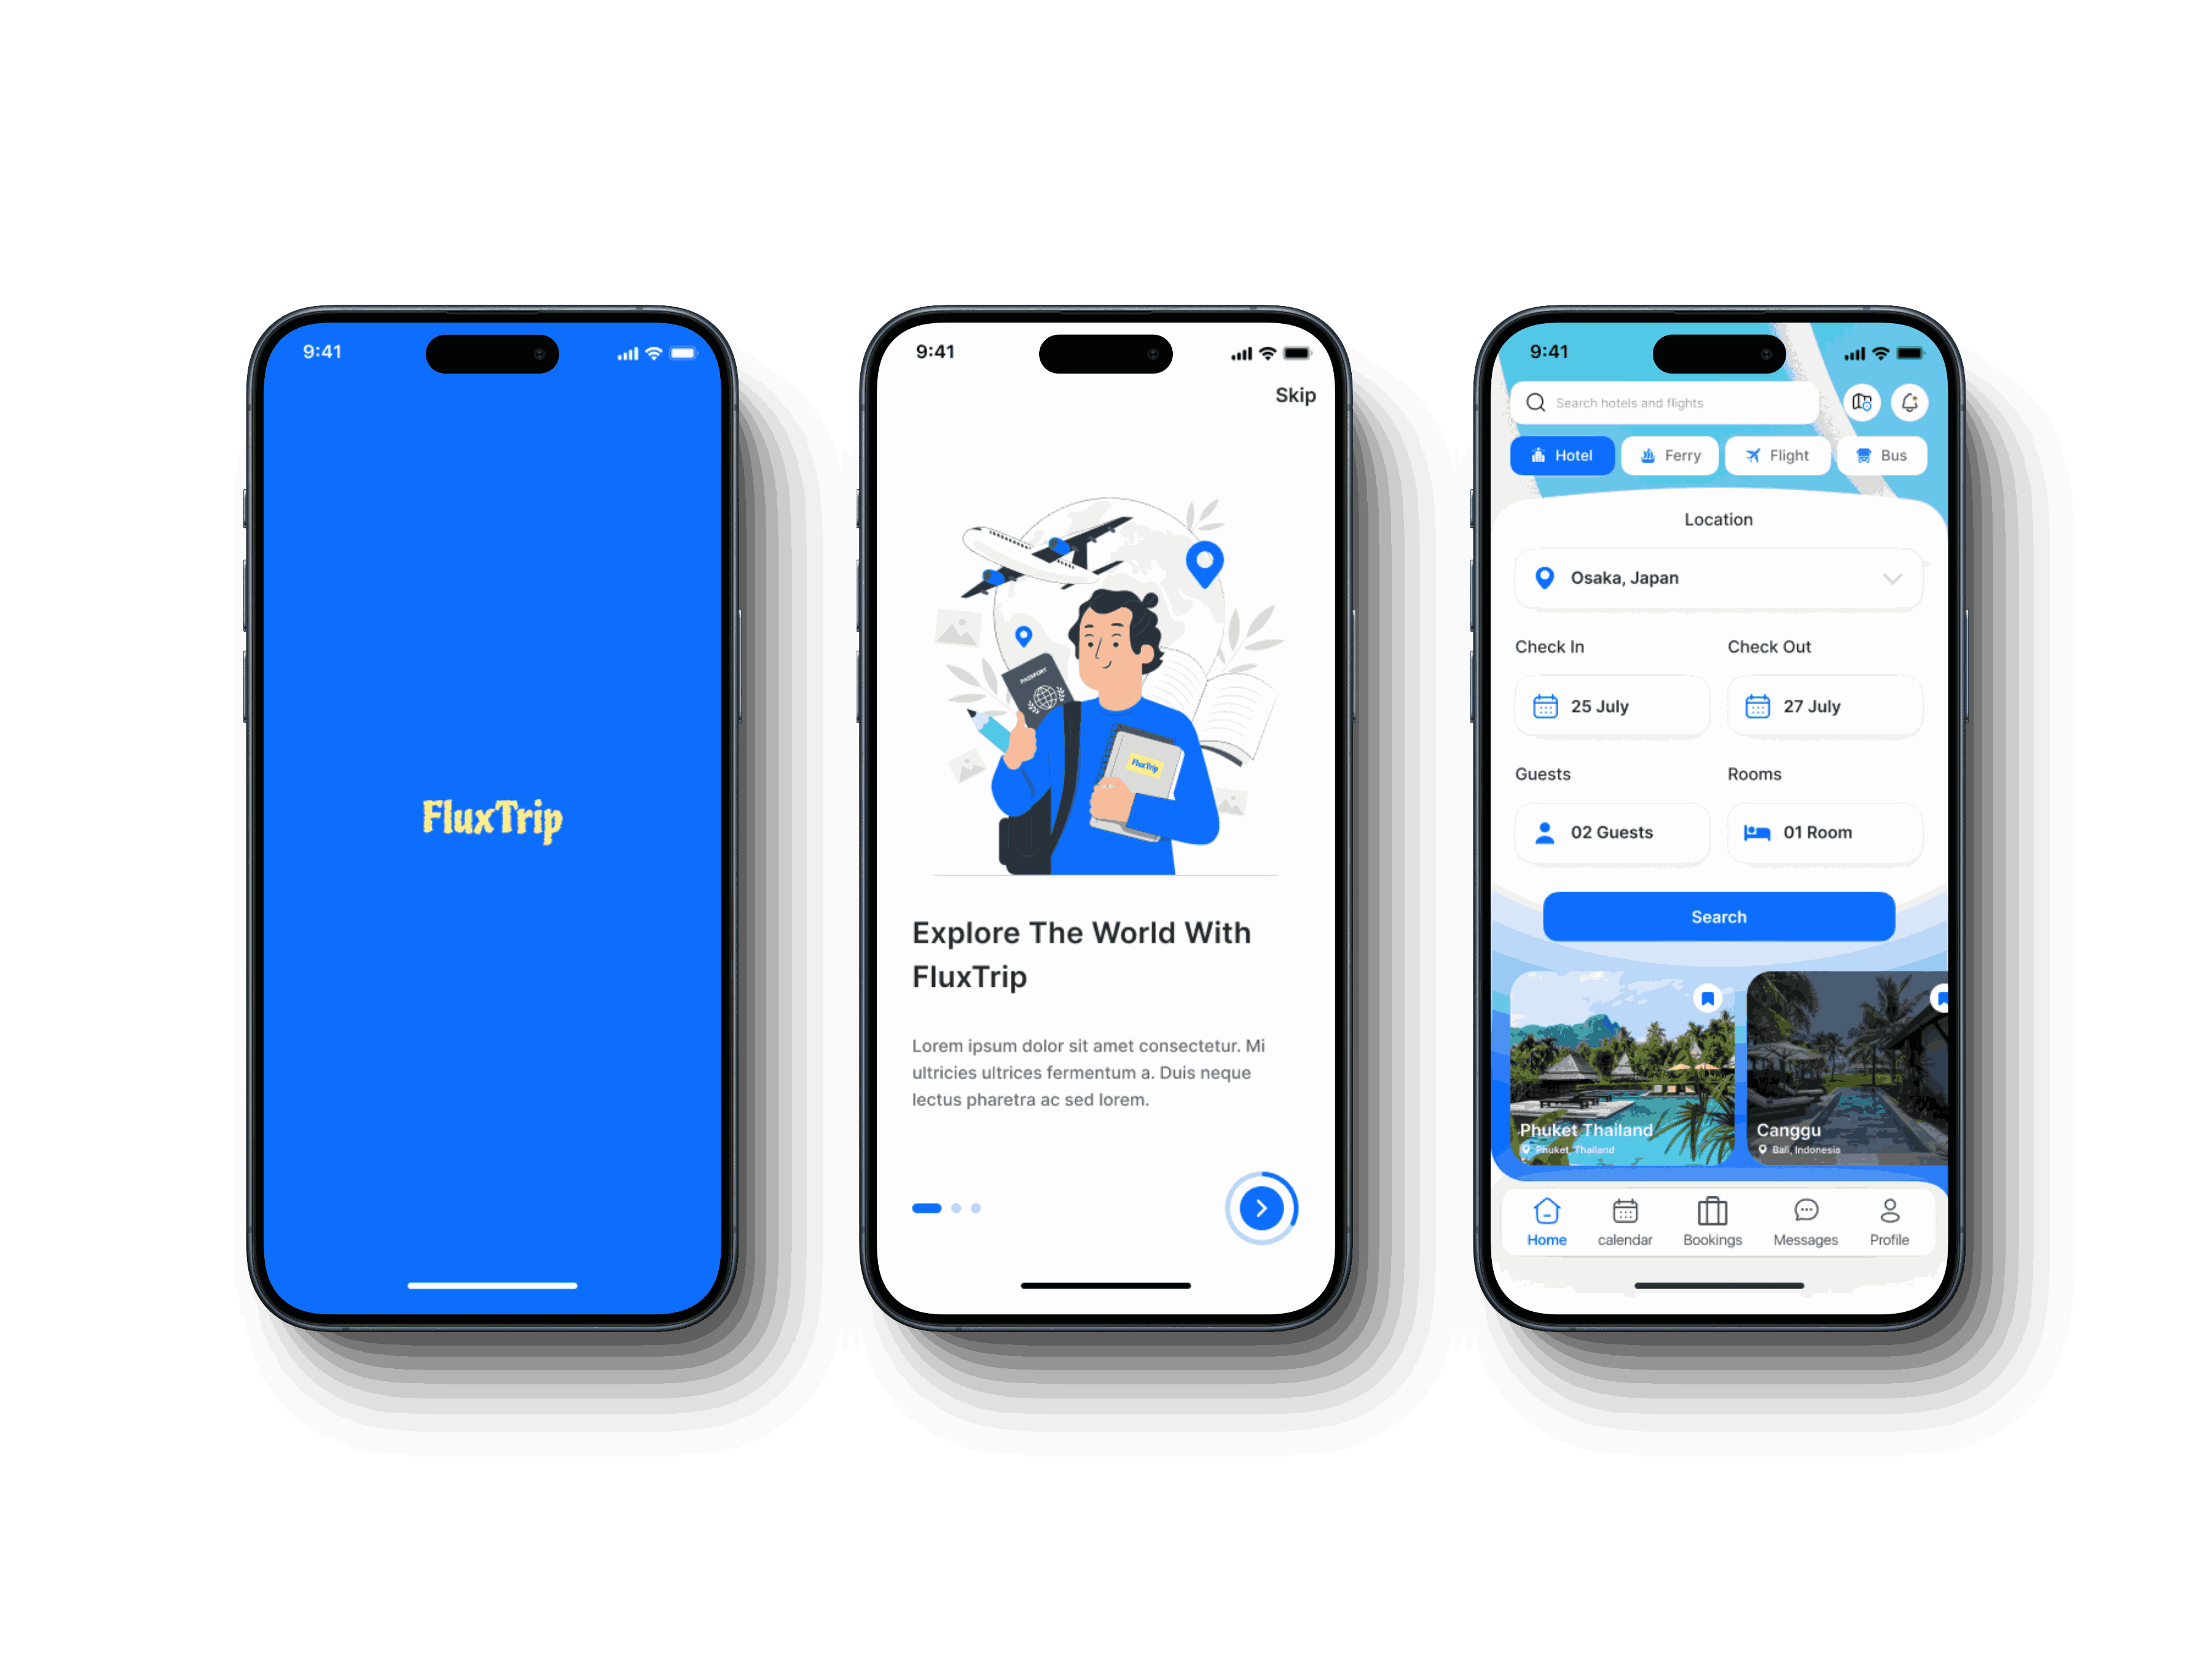 9:41
FluxTrip
9:41
Skip
PASSPORT
FluxTrip
Explore The World With
FluxTrip
Lorem ipsum dolor sit amet consectetur. Mi
ultricies ultrices fermentum a. Duis neque
lectus pharetra ac sed lorem.
9:41
Search hotels and flights
Hotel Ferry Flight Bus
Location
Osaka, Japan
Check In Check Out
25 July 27 July
Guests Rooms
02 Guests 01 Room
Search
Phuket Thailand Canggu
Phuket, Thailand Bali, Indonesia
Home calendar Bookings Messages Profile